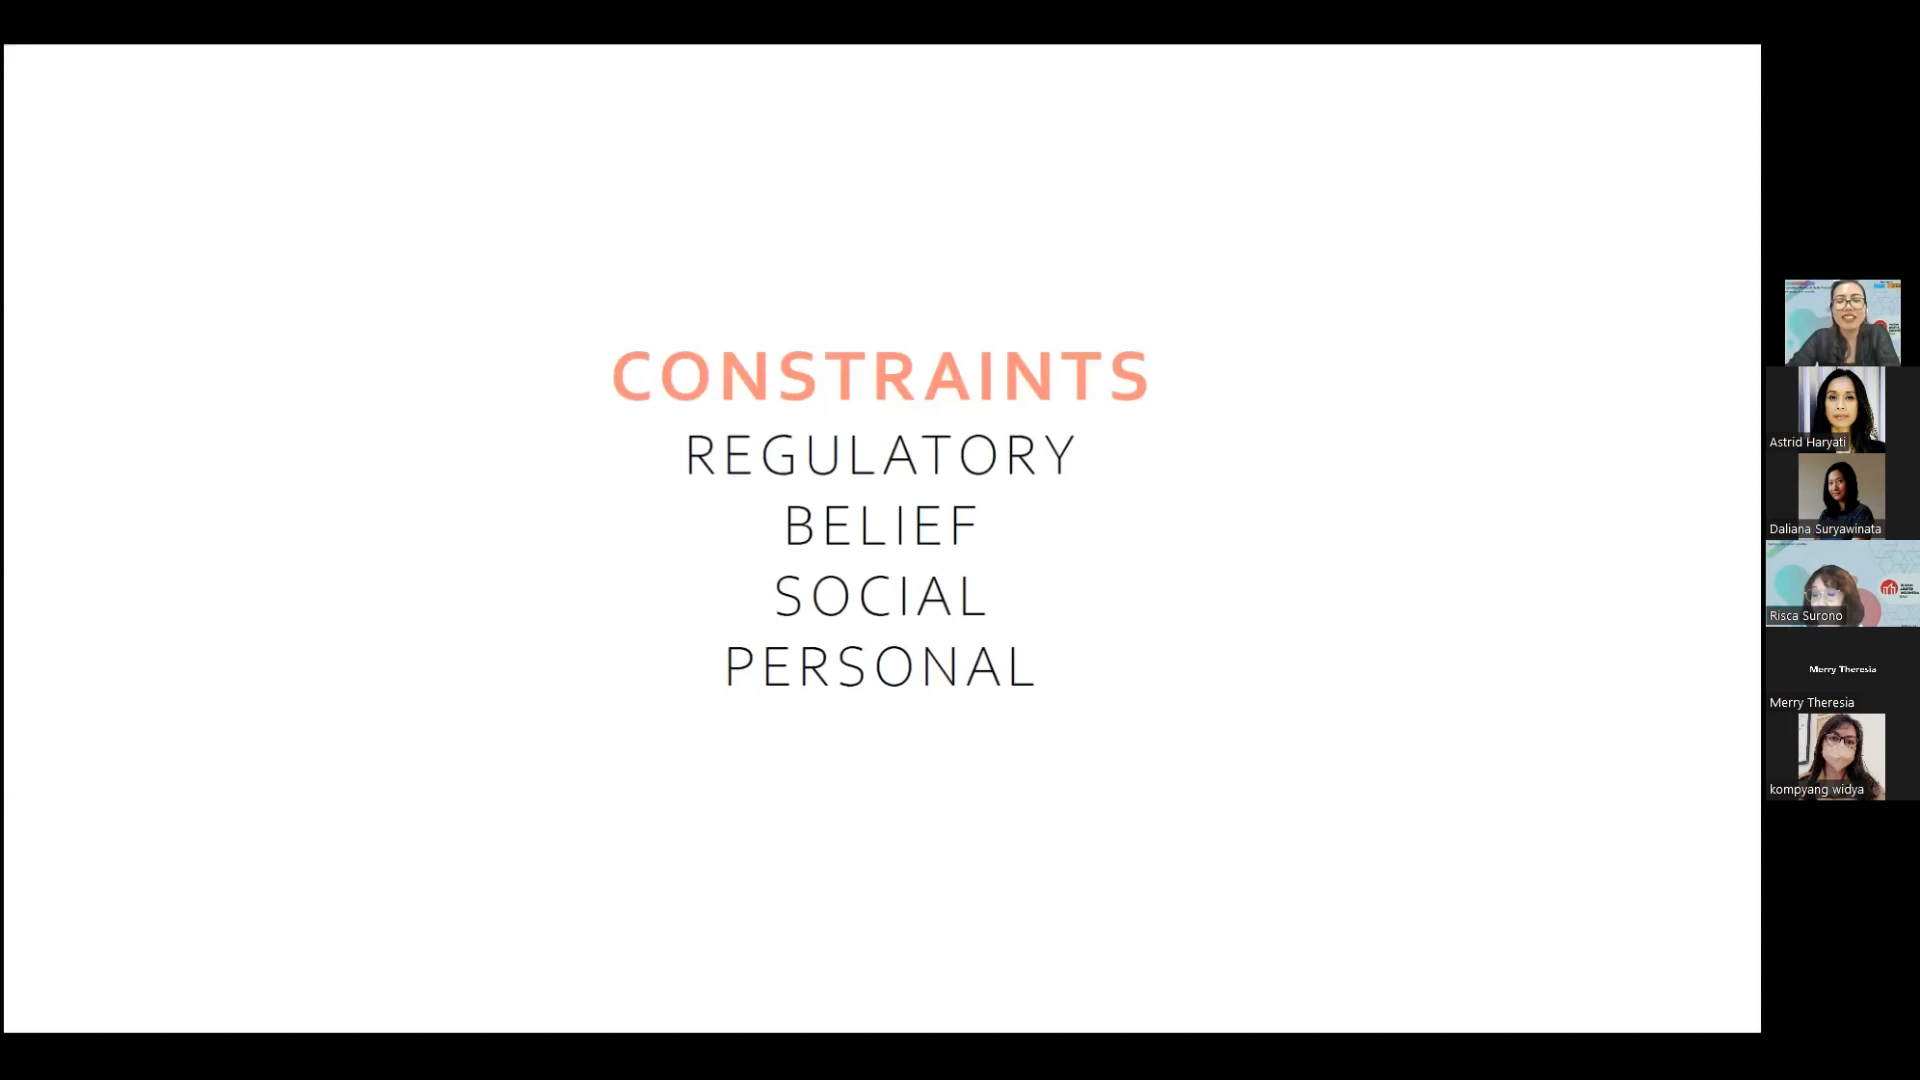 CONSTRAINTS
REGULATORY
BELIEF
SOCIAL
PERSONAL
Astrid Haryati
Daliana Suryawinata
Risca Surono
Merry Theresia
Merry Theresia
kompyang widya